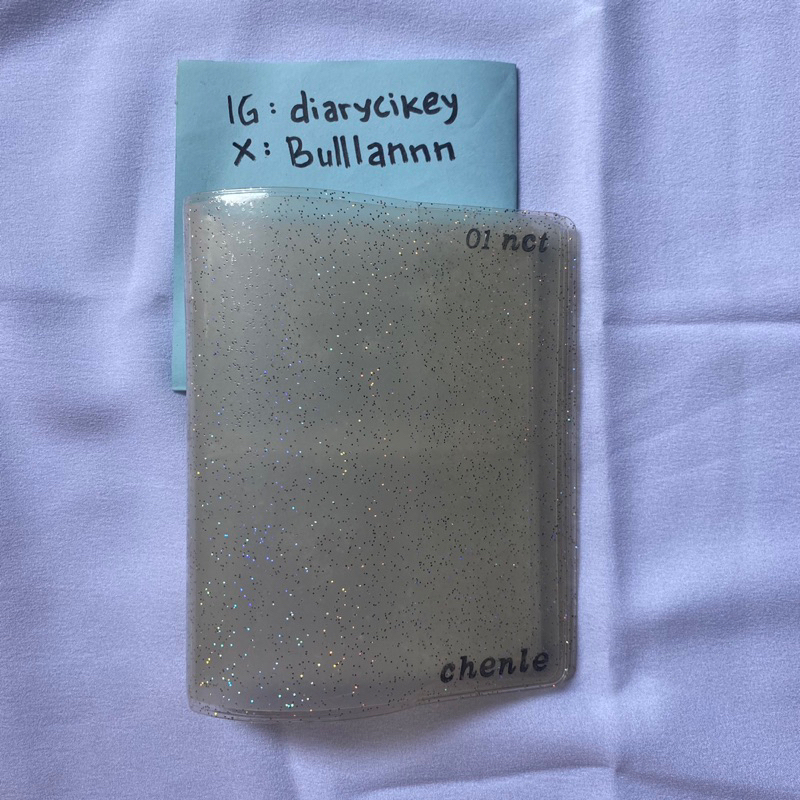 IG: diarycikey
X: Bulllannn
01 nct
chenle